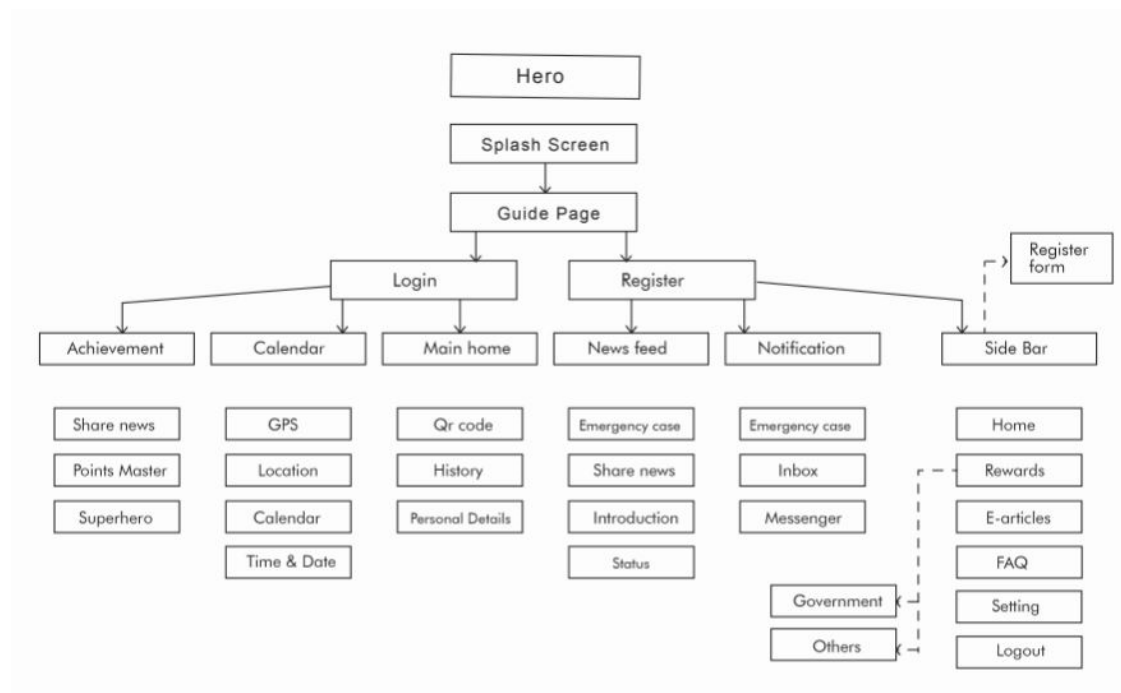 Hero
Splash Screen
Guide Page
Login
Register
Register
form
Achievement
Calendar
Main home
News feed
Notification
Side Bar
Share news
GPS
Qr code
Emergency case
Emergency case
Home
Points Master
Location
History
Share news
Inbox
Rewards
Superhero
Calendar
Personal Details
Introduction
Messenger
E-articles
Time & Date
Status
FAQ
Government
Setting
Others
Logout